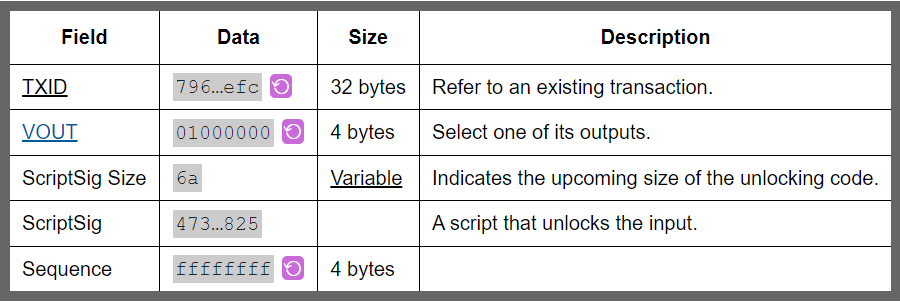 Field Data Size Description
TXID 796…efc 32 bytes Refer to an existing transaction.
VOUT 01000000 4 bytes Select one of its outputs.
ScriptSig Size 6a Variable Indicates the upcoming size of the unlocking code.
ScriptSig 473…825 A script that unlocks the input.
Sequence ffffffff 4 bytes